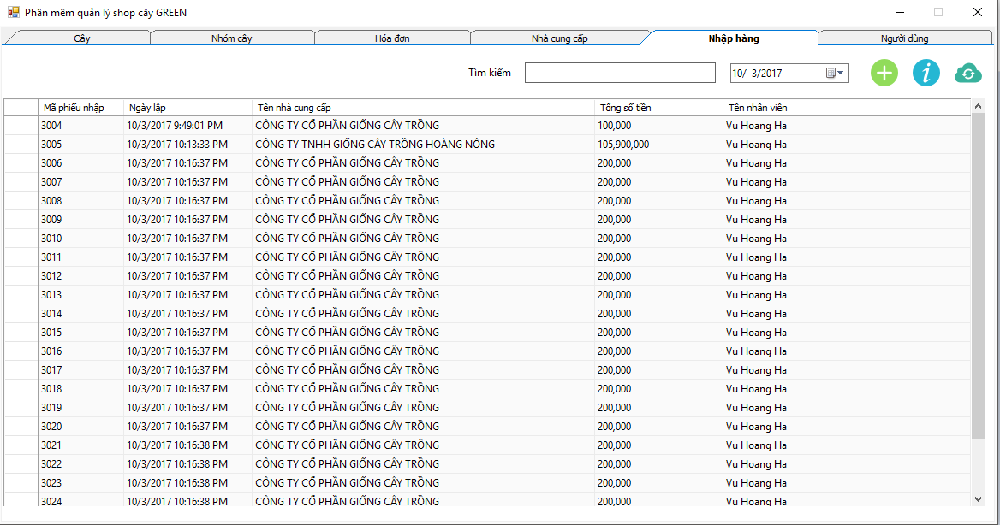 Phần mềm quản lý shop cây GREEN
Cây Nhóm cây Hóa đơn Nhà cung cấp Nhập hàng Người dùng
Tìm kiếm 10/ 3/2017
Mã phiếu nhập Ngày lập Tên nhà cung cấp Tổng số tiền Tên nhân viên
3004 10/3/2017 9:49:01 PM CÔNG TY CỔ PHẦN GIỐNG CÂY TRỒNG 100,000 Vu Hoang Ha
3005 10/3/2017 10:13:33 PM CÔNG TY TNHH GIỐNG CÂY TRỒNG HOÀNG NÔNG 105,900,000 Vu Hoang Ha
3006 10/3/2017 10:16:37 PM CÔNG TY CỔ PHẦN GIỐNG CÂY TRỒNG 200,000 Vu Hoang Ha
3007 10/3/2017 10:16:37 PM CÔNG TY CỔ PHẦN GIỐNG CÂY TRỒNG 200,000 Vu Hoang Ha
3008 10/3/2017 10:16:37 PM CÔNG TY CỔ PHẦN GIỐNG CÂY TRỒNG 200,000 Vu Hoang Ha
3009 10/3/2017 10:16:37 PM CÔNG TY CỔ PHẦN GIỐNG CÂY TRỒNG 200,000 Vu Hoang Ha
3010 10/3/2017 10:16:37 PM CÔNG TY CỔ PHẦN GIỐNG CÂY TRỒNG 200,000 Vu Hoang Ha
3011 10/3/2017 10:16:37 PM CÔNG TY CỔ PHẦN GIỐNG CÂY TRỒNG 200,000 Vu Hoang Ha
3012 10/3/2017 10:16:37 PM CÔNG TY CỔ PHẦN GIỐNG CÂY TRỒNG 200,000 Vu Hoang Ha
3013 10/3/2017 10:16:37 PM CÔNG TY CỔ PHẦN GIỐNG CÂY TRỒNG 200,000 Vu Hoang Ha
3014 10/3/2017 10:16:37 PM CÔNG TY CỔ PHẦN GIỐNG CÂY TRỒNG 200,000 Vu Hoang Ha
3015 10/3/2017 10:16:37 PM CÔNG TY CỔ PHẦN GIỐNG CÂY TRỒNG 200,000 Vu Hoang Ha
3016 10/3/2017 10:16:37 PM CÔNG TY CỔ PHẦN GIỐNG CÂY TRỒNG 200,000 Vu Hoang Ha
3017 10/3/2017 10:16:37 PM CÔNG TY CỔ PHẦN GIỐNG CÂY TRỒNG 200,000 Vu Hoang Ha
3018 10/3/2017 10:16:37 PM CÔNG TY CỔ PHẦN GIỐNG CÂY TRỒNG 200,000 Vu Hoang Ha
3019 10/3/2017 10:16:37 PM CÔNG TY CỔ PHẦN GIỐNG CÂY TRỒNG 200,000 Vu Hoang Ha
3020 10/3/2017 10:16:37 PM CÔNG TY CỔ PHẦN GIỐNG CÂY TRỒNG 200,000 Vu Hoang Ha
3021 10/3/2017 10:16:38 PM CÔNG TY CỔ PHẦN GIỐNG CÂY TRỒNG 200,000 Vu Hoang Ha
3022 10/3/2017 10:16:38 PM CÔNG TY CỔ PHẦN GIỐNG CÂY TRỒNG 200,000 Vu Hoang Ha
3023 10/3/2017 10:16:38 PM CÔNG TY CỔ PHẦN GIỐNG CÂY TRỒNG 200,000 Vu Hoang Ha
3024 10/3/2017 10:16:38 PM CÔNG TY CỔ PHẦN GIỐNG CÂY TRỒNG 200,000 Vu Hoang Ha